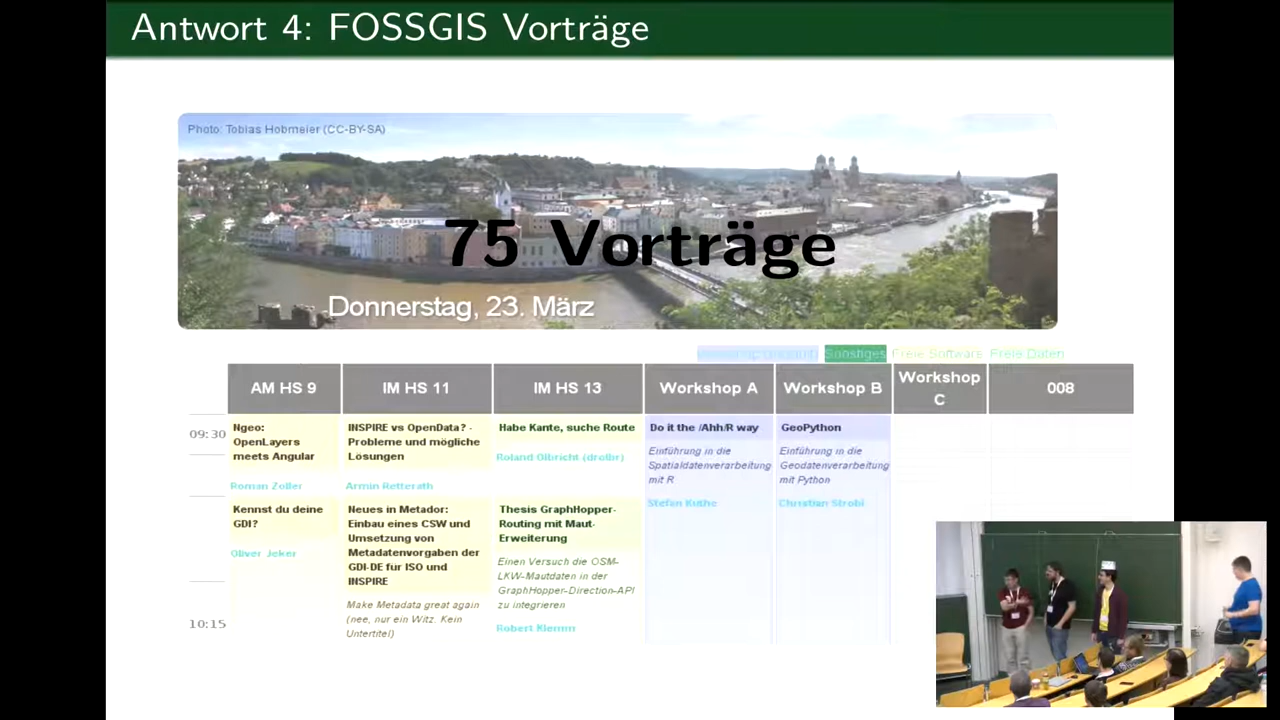 Antwort 4: FOSSGIS Vorträge
Photo: Tobias Hobmeier (CC-BY-SA)
75 Vorträge
Donnerstag, 23. März
Sonstiges Freie Software Freie Daten
AM HS 9
IM HS 11
IM HS 13
Workshop A
Workshop B
Workshop
C
008
09:30
Ngeo:
OpenLayers
meets Angular
Roman Zoller
INSPIRE vs OpenData? -
Probleme und mögliche
Lösungen
Armin Retterath
Habe Kante, suche Route
Roland Olbricht (drolbr)
Do it the /Ahh/R way
Einführung in die
Spatialdatenverarbeitung
mit R
Stefan Kuthe
GeoPython
Einführung in die
Geodatenverarbeitung
mit Python
Christian Strobl
Kennst du deine
GDI?
Oliver Jeker
Neues in Metador:
Einbau eines CSW und
Umsetzung von
Metadatenvorgaben der
GDI-DE für ISO und
INSPIRE
Make Metadata great again
(nee, nur ein Witz. Kein
Untertitel)
Thesis GraphHopper-
Routing mit Maut-
Erweiterung
Einen Versuch die OSM-
LKW-Mautdaten in der
GraphHopper-Direction-API
zu integrieren
Robert Klemm
10:15